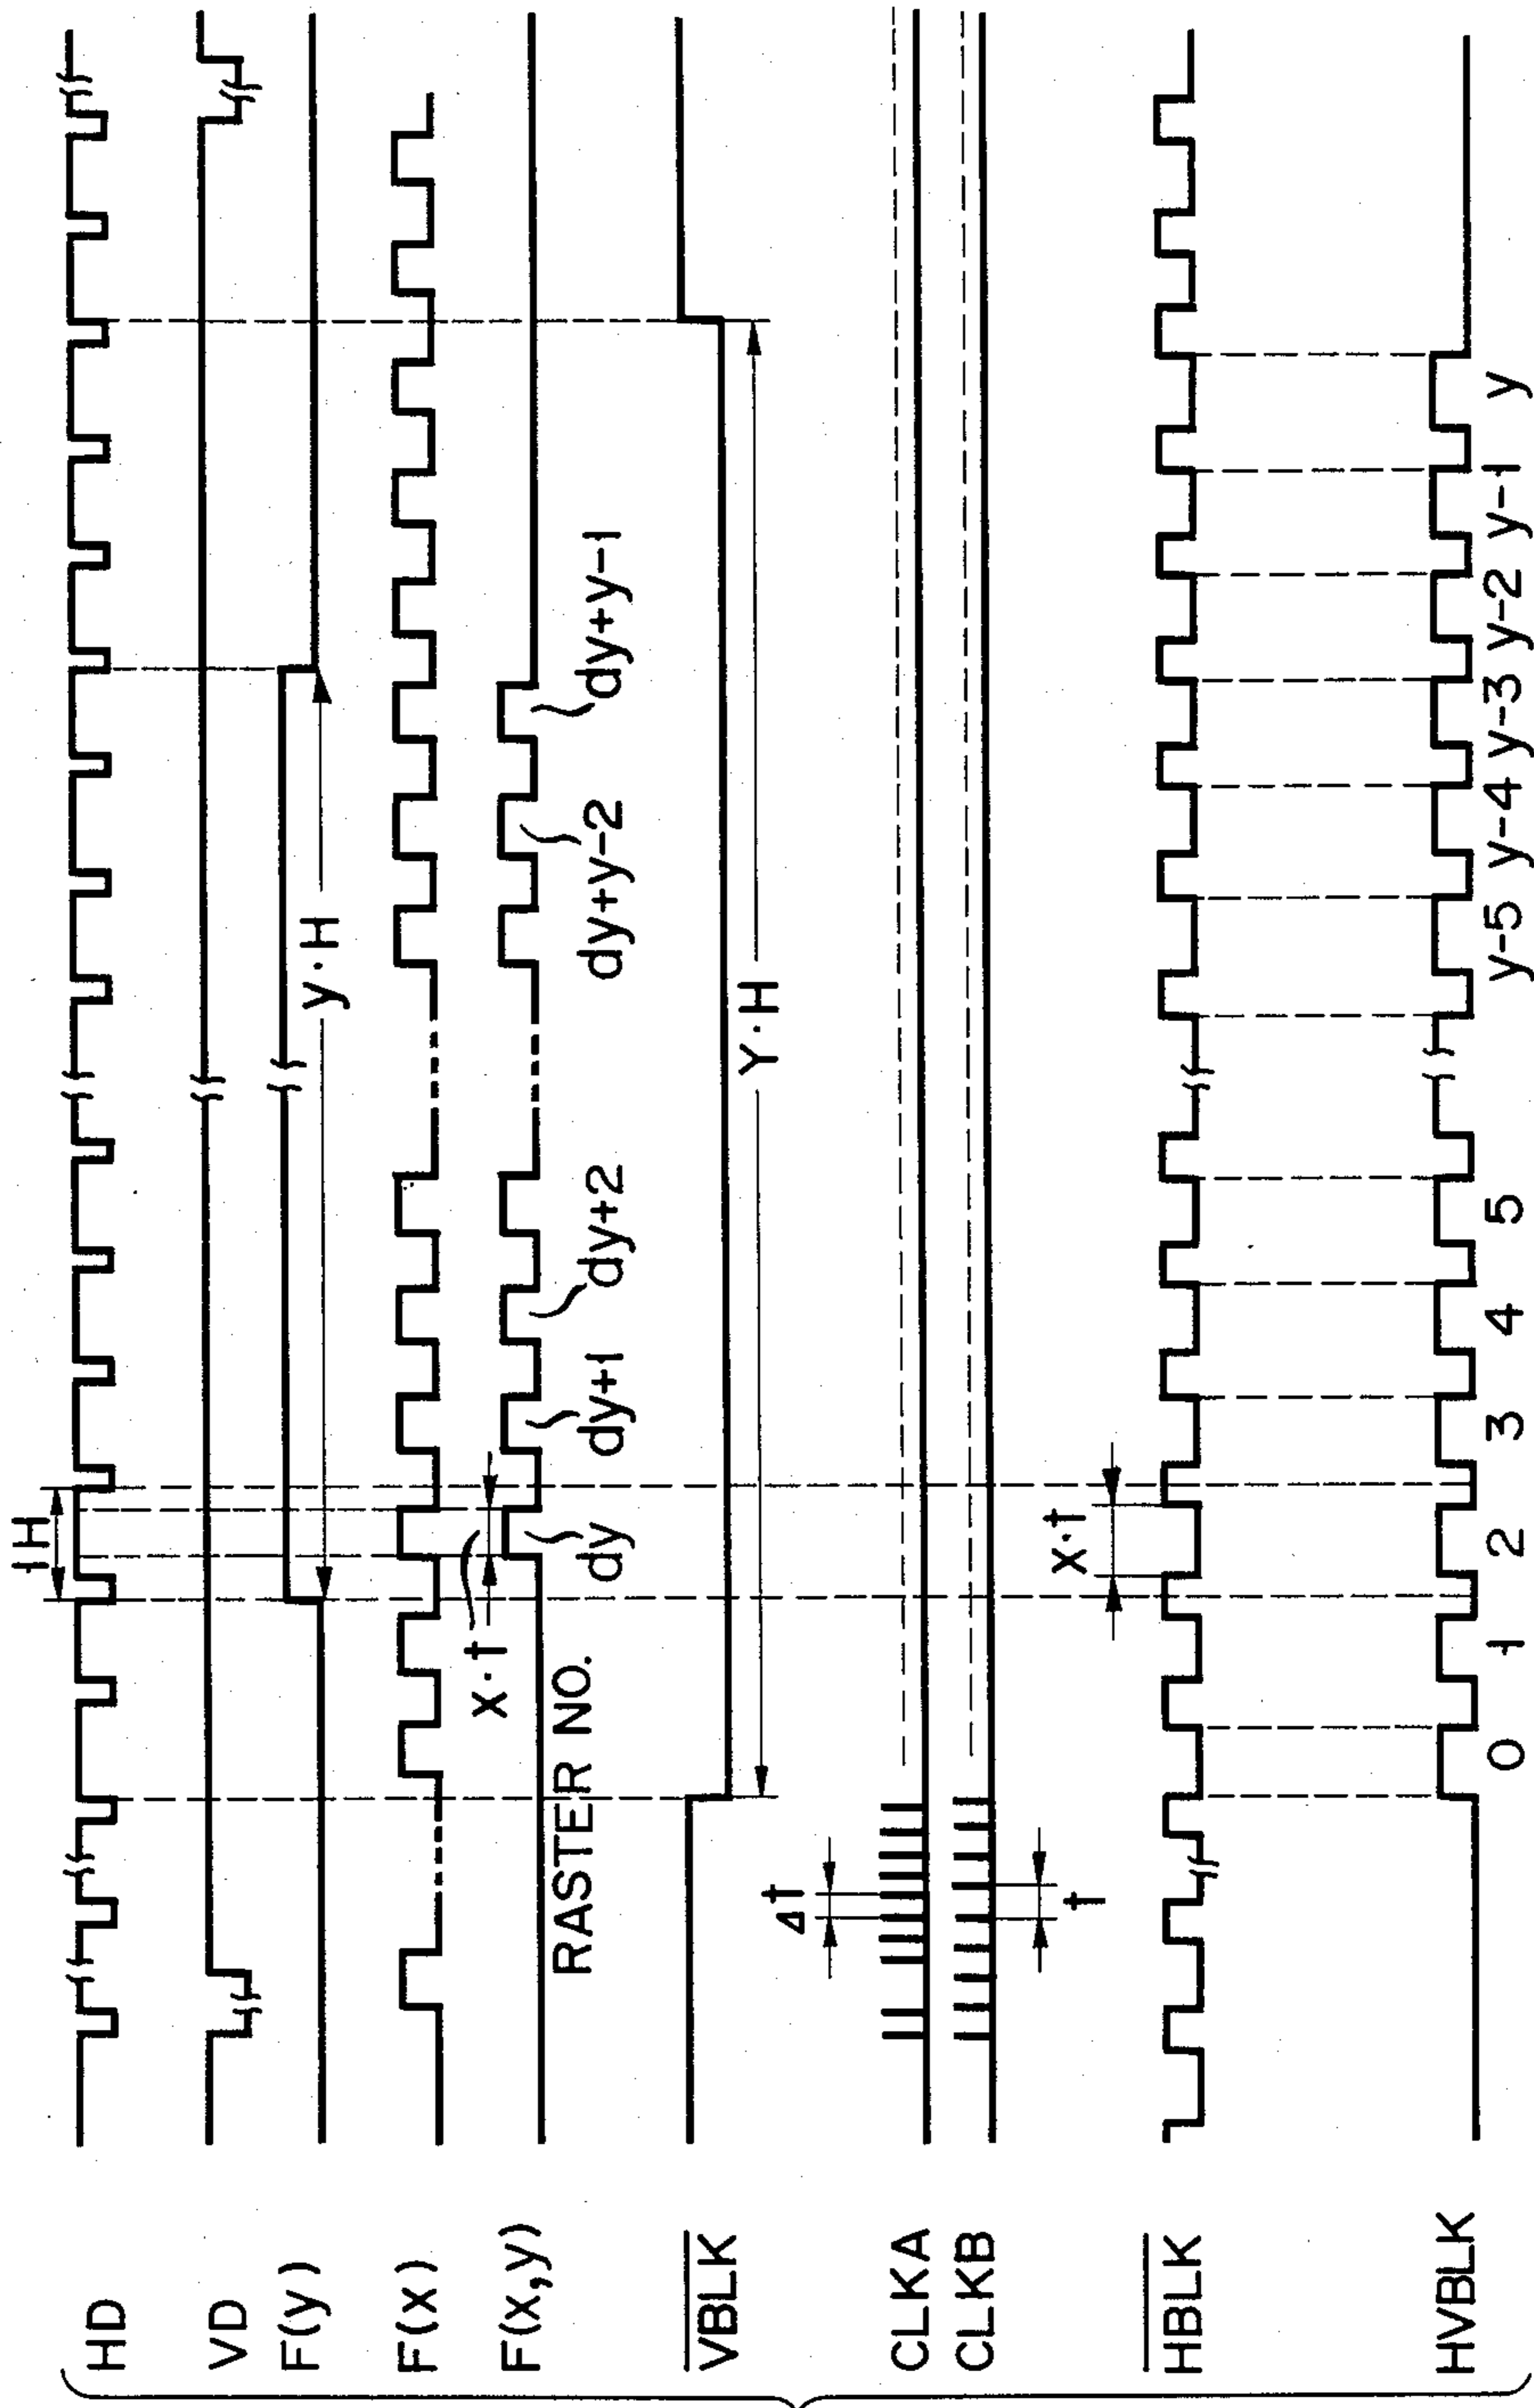 HD
1H
VD
F(y)
y·H
F(x)
F(x,y)
x·t
RASTER NO.
dy
dy+1
dy+2
dy+y-2
dy+y-1
VBLK
Y·H
CLKA
Δt
CLKB
t
HBLK
X·t
HVBLK
0 1 2 3 4 5 y-5 y-4 y-3 y-2 y-1 y